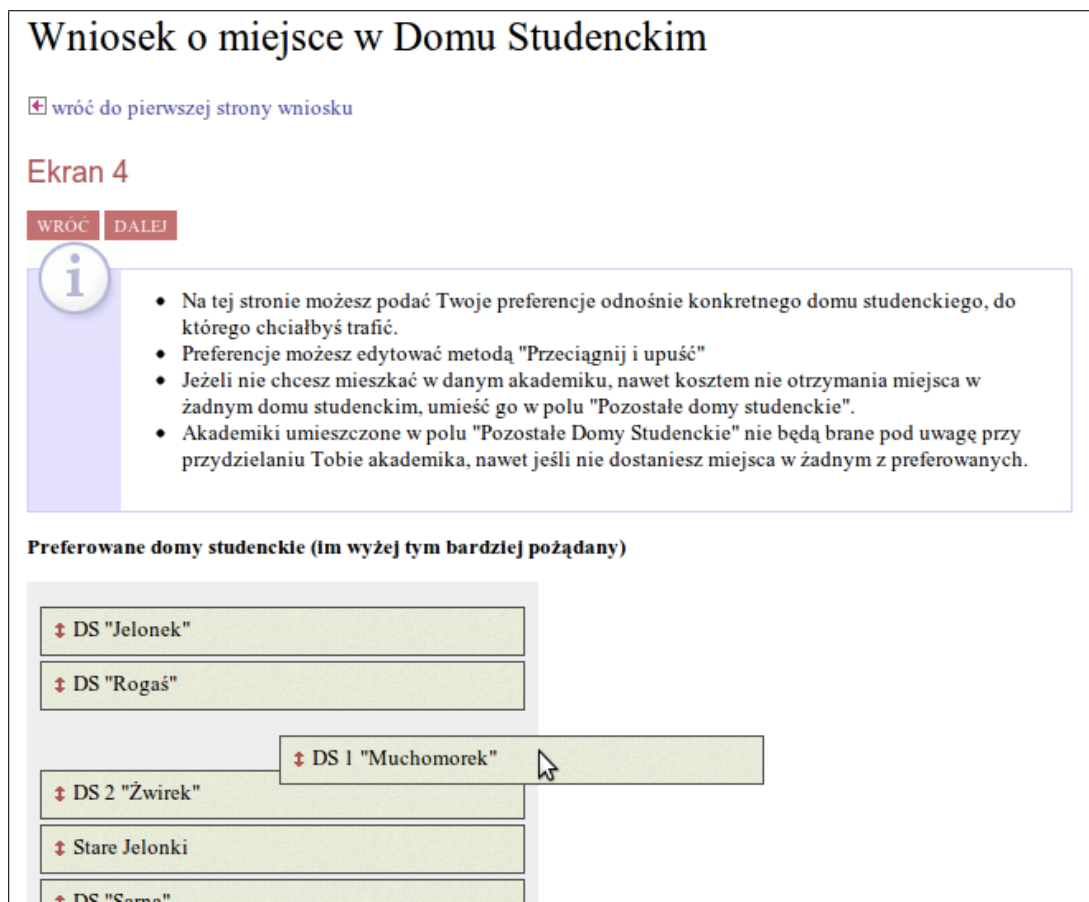 Wniosek o miejsce w Domu Studenckim
wróć do pierwszej strony wniosku
Ekran 4
WRÓĆ DALEJ
Na tej stronie możesz podać Twoje preferencje odnośnie konkretnego domu studenckiego, do
którego chciałbyś trafić.
Preferencje możesz edytować metodą "Przeciągnij i upuść"
Jeżeli nie chcesz mieszkać w danym akademiku, nawet kosztem nie otrzymania miejsca w
żadnym domu studenckim, umieść go w polu "Pozostałe domy studenckie".
Akademiki umieszczone w polu "Pozostałe Domy Studenckie" nie będą brane pod uwagę przy
przydzielaniu Tobie akademika, nawet jeśli nie dostaniesz miejsca w żadnym z preferowanych.
Preferowane domy studenckie (im wyżej tym bardziej pożądany)
DS "Jelonek"
DS "Rogaś"
DS 1 "Muchomorek"
DS 2 "Żwirek"
Stare Jelonki
DS "Sarna"